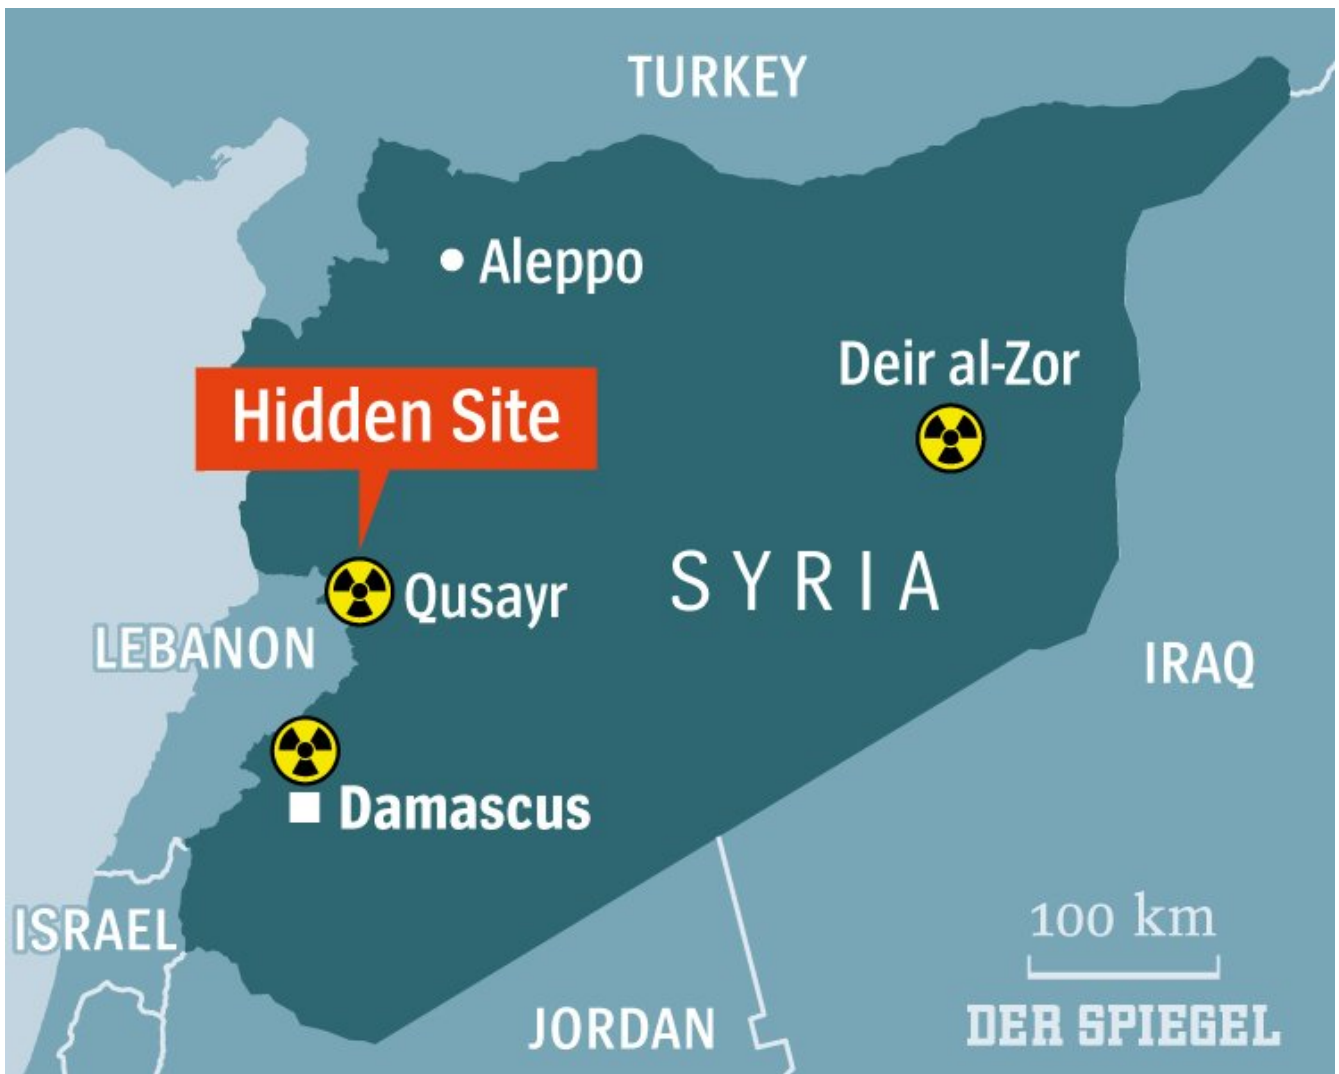 TURKEY
Aleppo
Deir al-Zor
Hidden Site
SYRIA
Qusayr
LEBANON
IRAQ
Damascus
ISRAEL
100 km
JORDAN
DER SPIEGEL